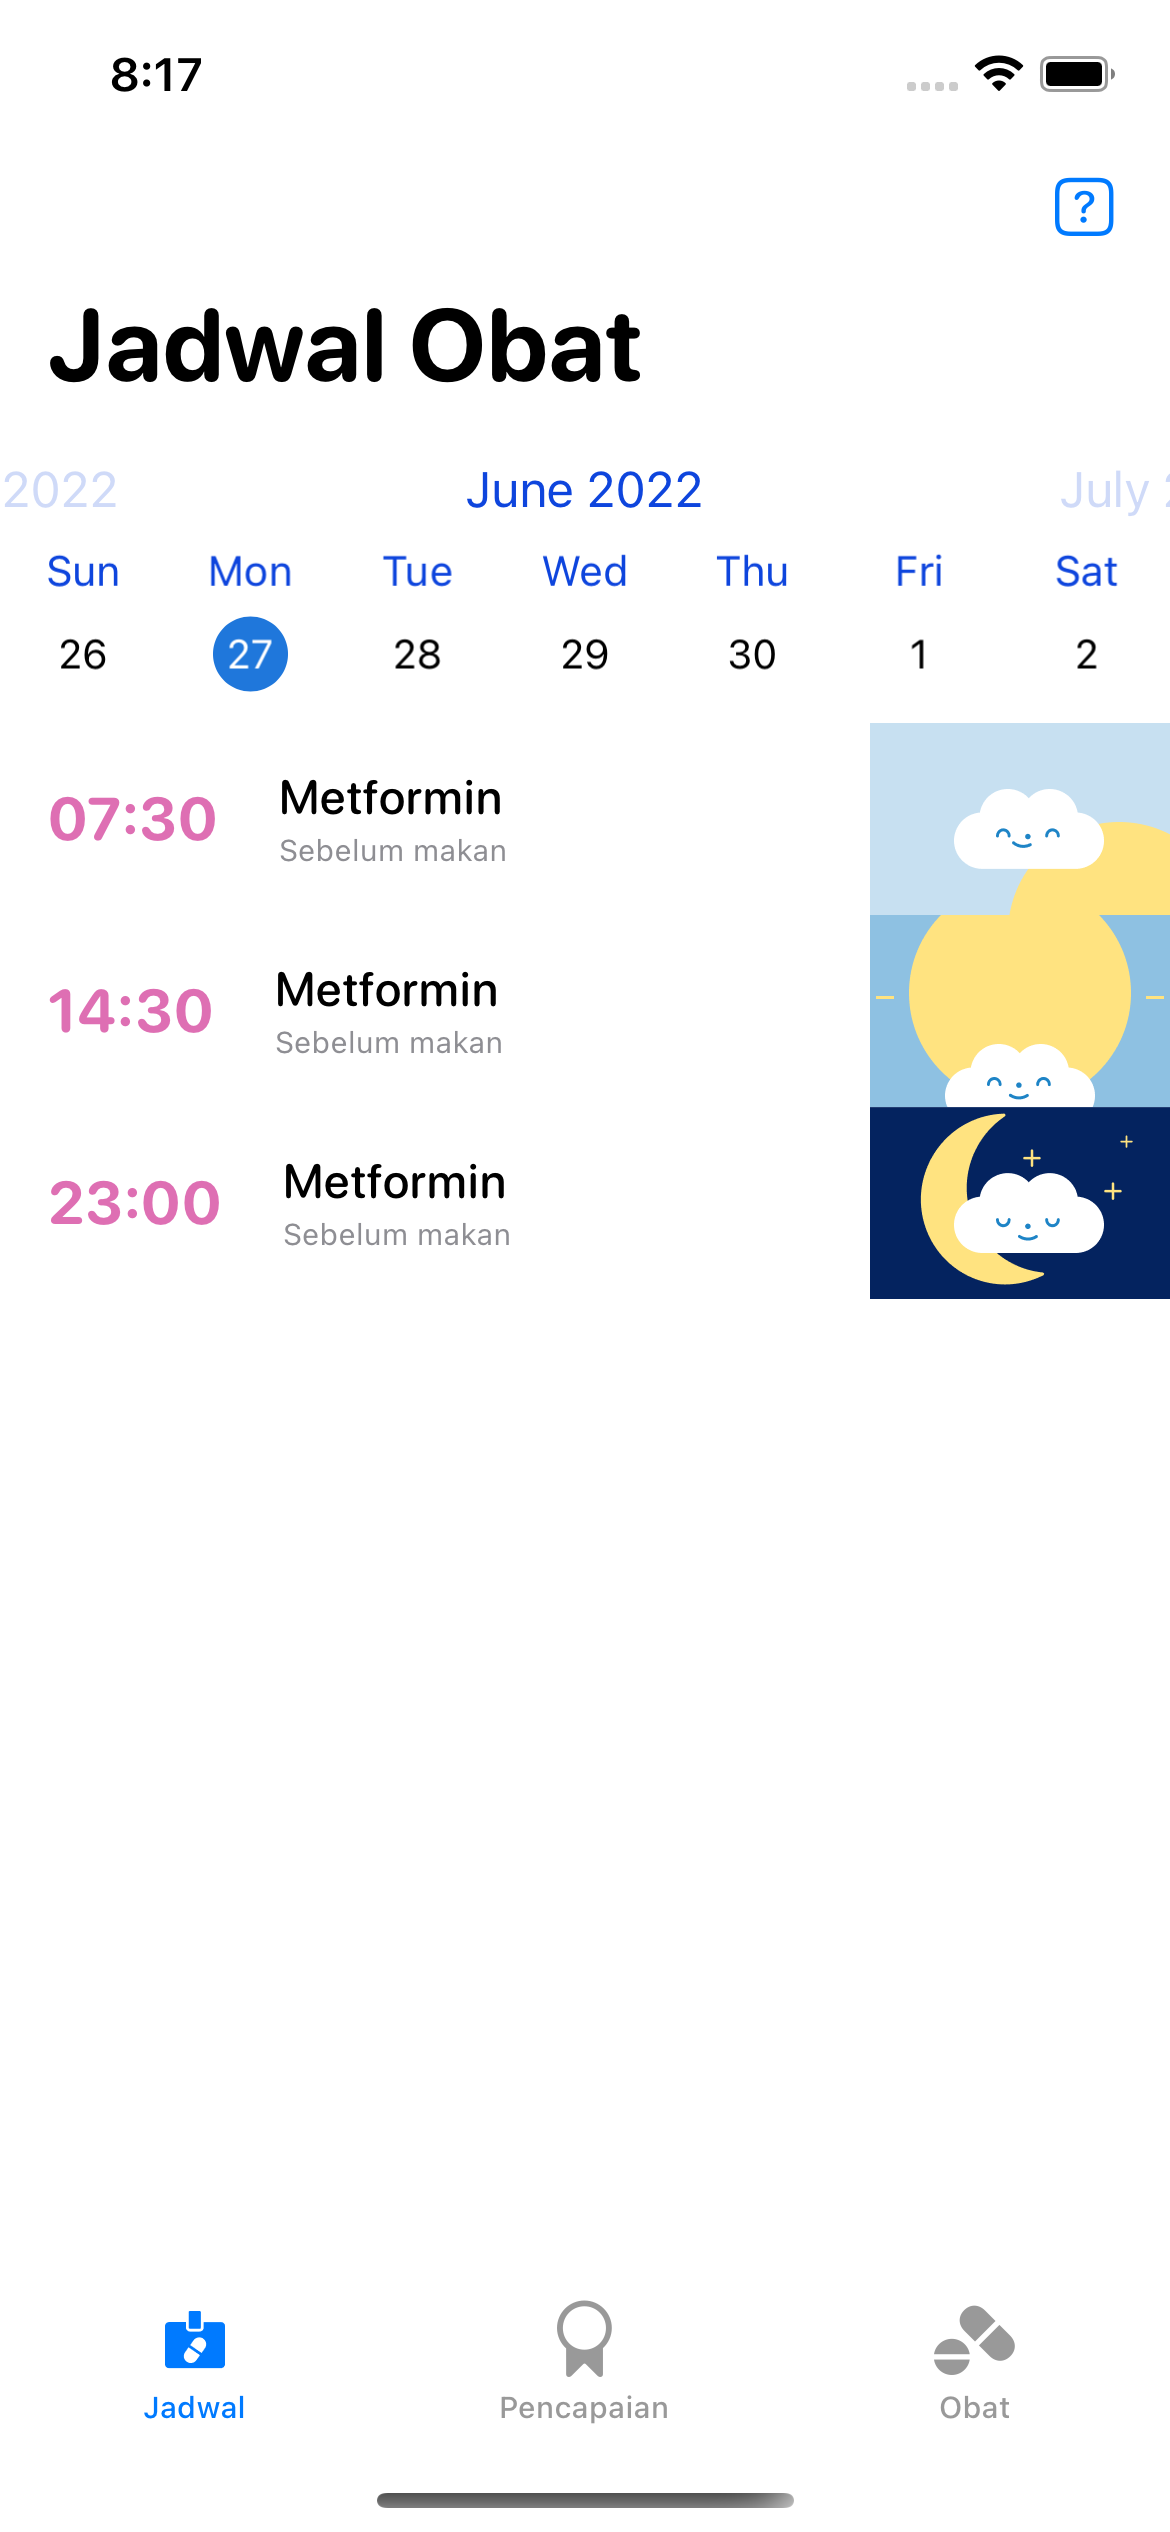 8:17
?
Jadwal Obat
2022 June 2022 July 2
Sun Mon Tue Wed Thu Fri Sat
26 27 28 29 30 1 2
07:30 Metformin
Sebelum makan
14:30 Metformin
Sebelum makan
23:00 Metformin
Sebelum makan
Jadwal Pencapaian Obat